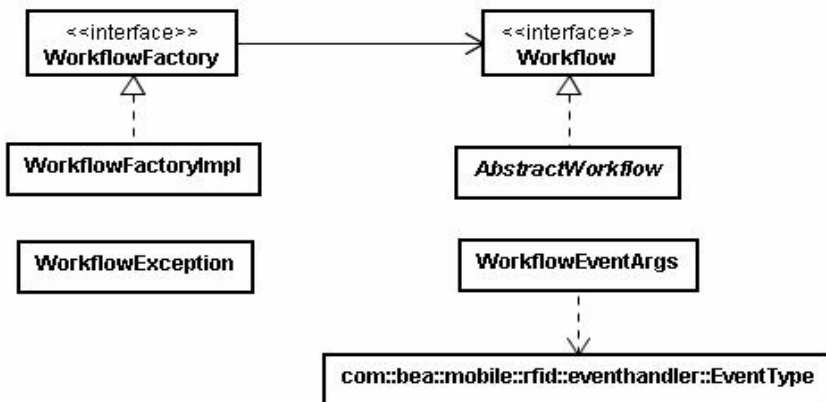 <<interface>>
WorkflowFactory
<<interface>>
Workflow
WorkflowFactoryImpl
AbstractWorkflow
WorkflowException
WorkflowEventArgs
com::bea::mobile::rfid::eventhandler::EventType